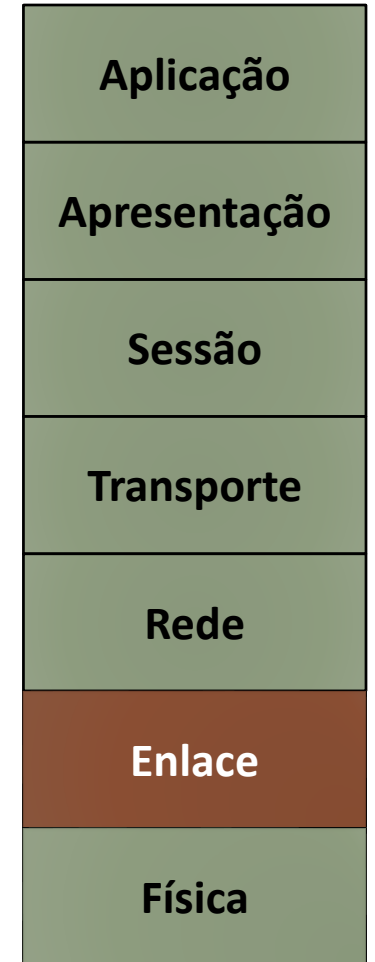 Aplicação
Apresentação
Sessão
Transporte
Rede
Enlace
Física